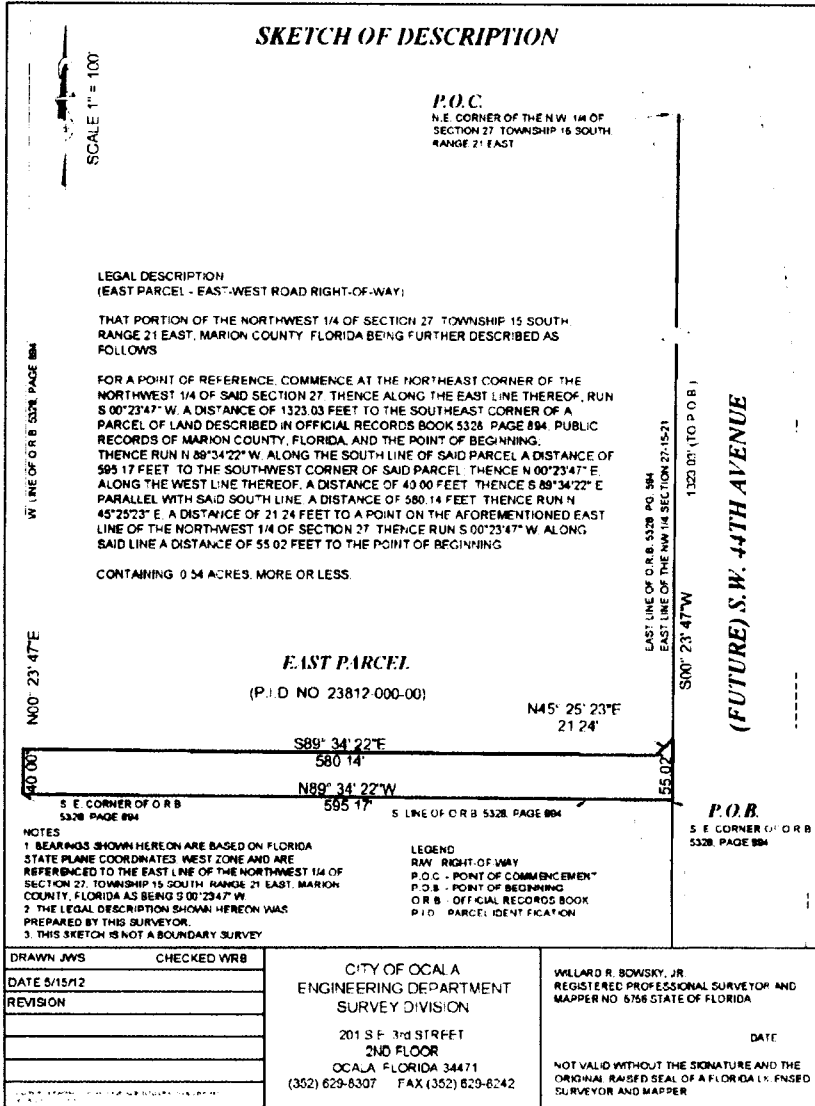 SKETCH OF DESCRIPTION
SCALE 1" = 100'
P.O.C.
N.E. CORNER OF THE N.W. 1/4 OF
SECTION 27 TOWNSHIP 15 SOUTH,
RANGE 21 EAST
LEGAL DESCRIPTION
(EAST PARCEL - EAST-WEST ROAD RIGHT-OF-WAY)
THAT PORTION OF THE NORTHWEST 1/4 OF SECTION 27 TOWNSHIP 15 SOUTH,
RANGE 21 EAST, MARION COUNTY FLORIDA BEING FURTHER DESCRIBED AS
FOLLOWS
FOR A POINT OF REFERENCE, COMMENCE AT THE NORTHEAST CORNER OF THE
NORTHWEST 1/4 OF SAID SECTION 27, THENCE ALONG THE EAST LINE THEREOF, RUN
S 00°23'47" W. A DISTANCE OF 1323.03 FEET TO THE SOUTHEAST CORNER OF A
PARCEL OF LAND DESCRIBED IN OFFICIAL RECORDS BOOK 5328 PAGE 894, PUBLIC
RECORDS OF MARION COUNTY, FLORIDA, AND THE POINT OF BEGINNING;
THENCE RUN N 89°34'22" W. ALONG THE SOUTH LINE OF SAID PARCEL A DISTANCE OF
595.17 FEET TO THE SOUTHWEST CORNER OF SAID PARCEL; THENCE N 00°23'47" E.
ALONG THE WEST LINE THEREOF, A DISTANCE OF 40.00 FEET THENCE S 89°34'22" E
PARALLEL WITH SAID SOUTH LINE, A DISTANCE OF 580.14 FEET THENCE RUN N
45°25'23" E, A DISTANCE OF 21.24 FEET TO A POINT ON THE AFOREMENTIONED EAST
LINE OF THE NORTHWEST 1/4 OF SECTION 27 THENCE RUN S 00°23'47" W. ALONG
SAID LINE A DISTANCE OF 55.02 FEET TO THE POINT OF BEGINNING
CONTAINING 0.54 ACRES, MORE OR LESS.
W LINE OF O.R.B. 5328, PAGE 894
N00° 23' 47"E
EAST LINE OF O.R.B. 5328 PG. 594
EAST LINE OF THE NW 1/4 SECTION 27-15-21
1323.03' (TO P.O.B.)
S00° 23' 47"W
(FUTURE) S.W. 44TH AVENUE
EAST PARCEL
(P.I.D NO 23812-000-00)
N45° 25' 23"E
21.24'
S89° 34' 22"E
580.14'
40.00'
N89° 34' 22"W
595.17'
55.02'
S.E. CORNER OF O R B
5328 PAGE 894
S LINE OF O R B 5328, PAGE 894
P.O.B.
S E CORNER OF O R B
5328, PAGE 894
NOTES
1 BEARINGS SHOWN HEREON ARE BASED ON FLORIDA
STATE PLANE COORDINATES WEST ZONE AND ARE
REFERENCED TO THE EAST LINE OF THE NORTHWEST 1/4 OF
SECTION 27, TOWNSHIP 15 SOUTH RANGE 21 EAST, MARION
COUNTY, FLORIDA AS BEING S 00°23'47" W.
2 THE LEGAL DESCRIPTION SHOWN HEREON WAS
PREPARED BY THIS SURVEYOR.
3. THIS SKETCH IS NOT A BOUNDARY SURVEY
LEGEND
R/W RIGHT-OF-WAY
P.O.C - POINT OF COMMENCEMENT
P.O.B - POINT OF BEGINNING
O R B - OFFICIAL RECORDS BOOK
P I D PARCEL IDENTIFICATION
DRAWN JWS CHECKED WRB
DATE 5/15/12
REVISION
CITY OF OCALA
ENGINEERING DEPARTMENT
SURVEY DIVISION
201 S.E. 3rd STREET
2ND FLOOR
OCALA FLORIDA 34471
(352) 629-8307 FAX (352) 629-8242
WILLARD R. BOWSKY, JR.
REGISTERED PROFESSIONAL SURVEYOR AND
MAPPER NO. 5756 STATE OF FLORIDA
DATE
NOT VALID WITHOUT THE SIGNATURE AND THE
ORIGINAL RAISED SEAL OF A FLORIDA LICENSED
SURVEYOR AND MAPPER